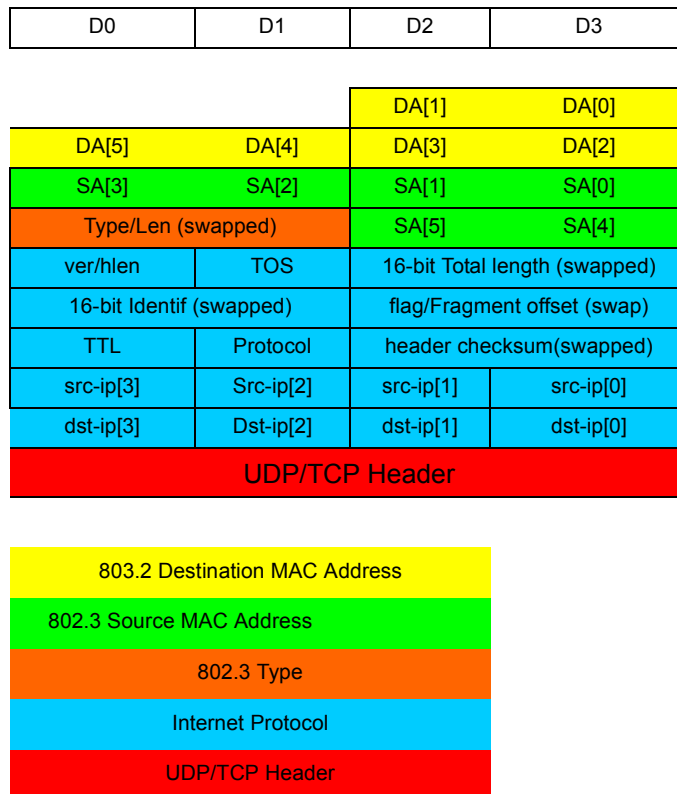 D0 D1 D2 D3
DA[1] DA[0]
DA[5] DA[4] DA[3] DA[2]
SA[3] SA[2] SA[1] SA[0]
Type/Len (swapped) SA[5] SA[4]
ver/hlen TOS 16-bit Total length (swapped)
16-bit Identif (swapped) flag/Fragment offset (swap)
TTL Protocol header checksum(swapped)
src-ip[3] Src-ip[2] src-ip[1] src-ip[0]
dst-ip[3] Dst-ip[2] dst-ip[1] dst-ip[0]
UDP/TCP Header
803.2 Destination MAC Address
802.3 Source MAC Address
802.3 Type
Internet Protocol
UDP/TCP Header